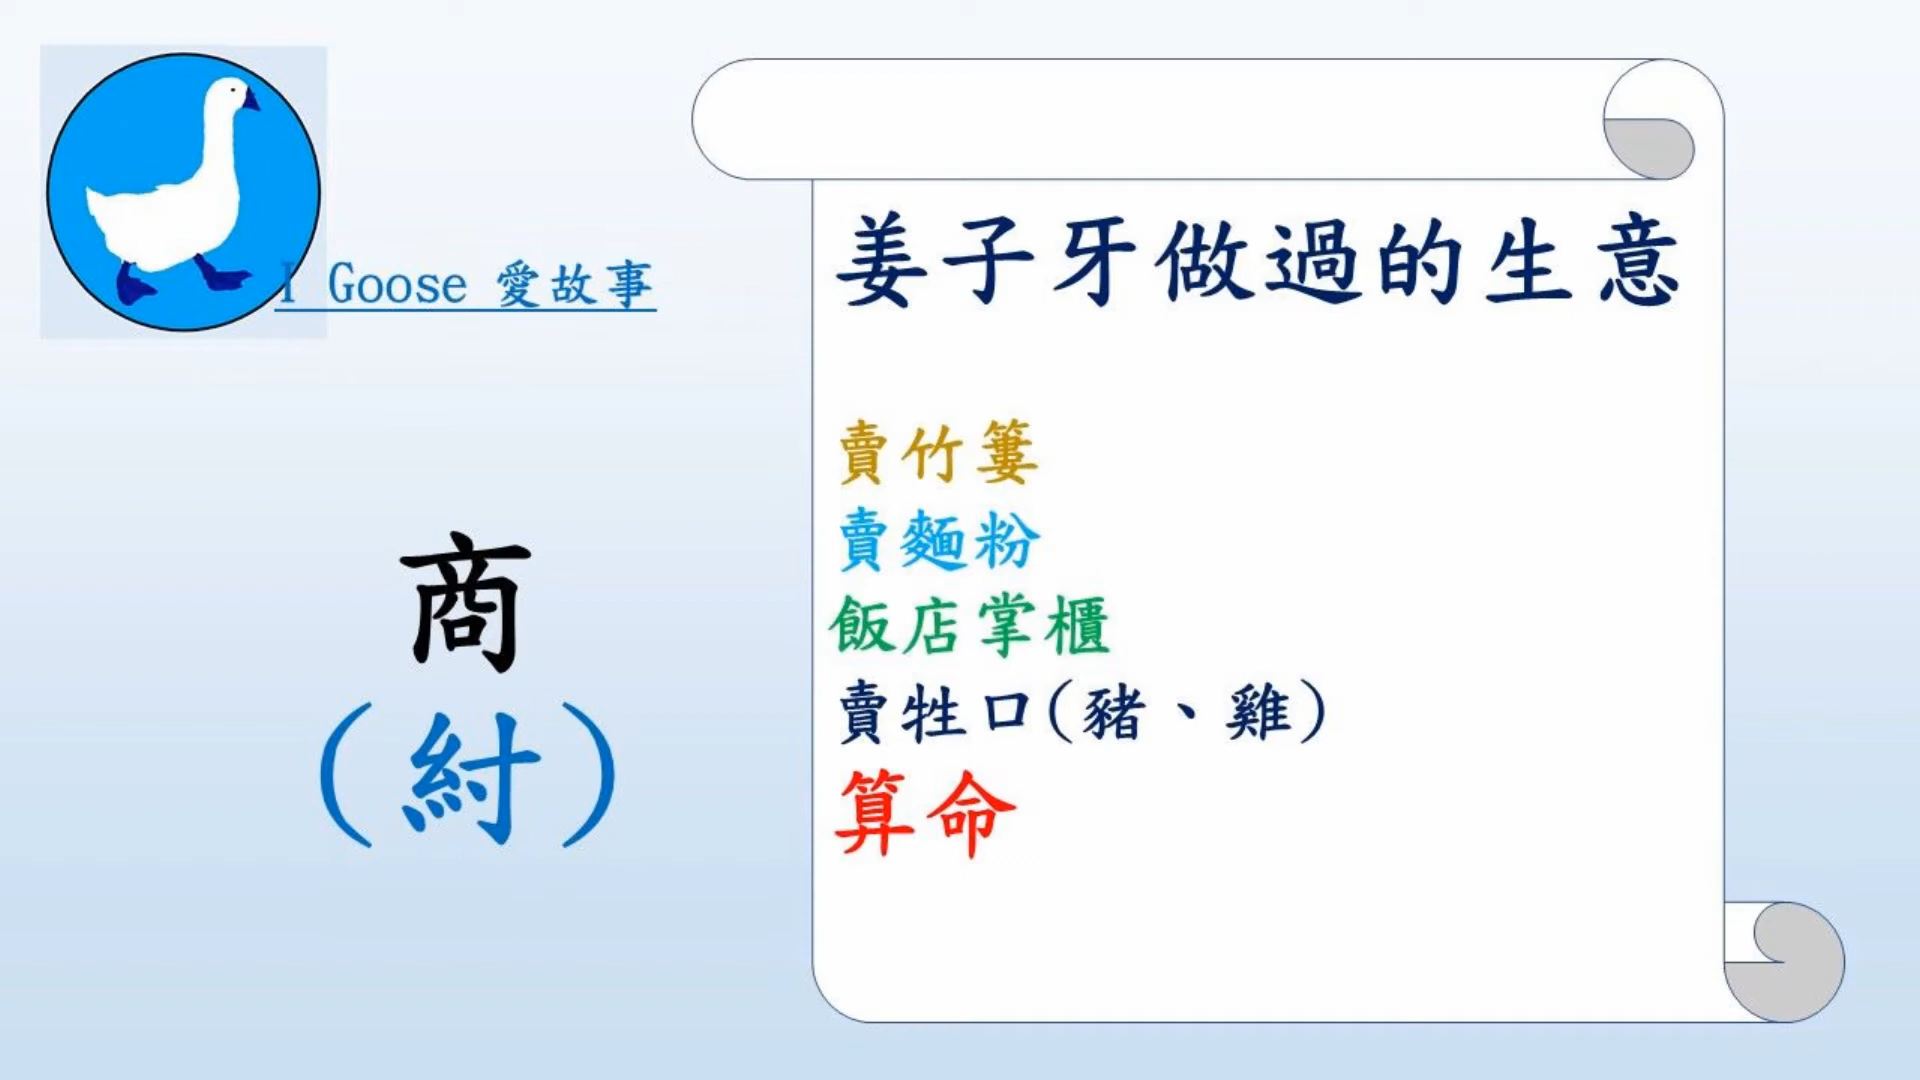 I Goose 愛故事
商
(紂)
姜子牙做過的生意
賣竹簍
賣麵粉
飯店掌櫃
賣牲口(豬、雞)
算命